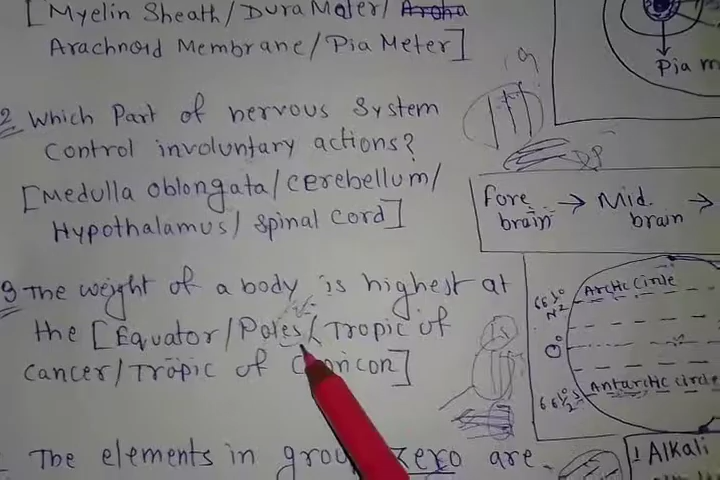 [Myelin Sheath/Dura Mater/
Arachnoid Membrane/Pia Meter]
2 Which Part of nervous System
Control involuntary actions?
[Medulla oblongata/cerebellum/
Hypothalamus/Spinal Cord]
9 The weight of a body is highest at
the [Equator/Poles/Tropic of
cancer/Tropic of
The elements in group zero are
Pia m
Fore brain → Mid. brain →
66½° Arctic Circle
N
0°
66½° Antarctic circle
1 Alkali